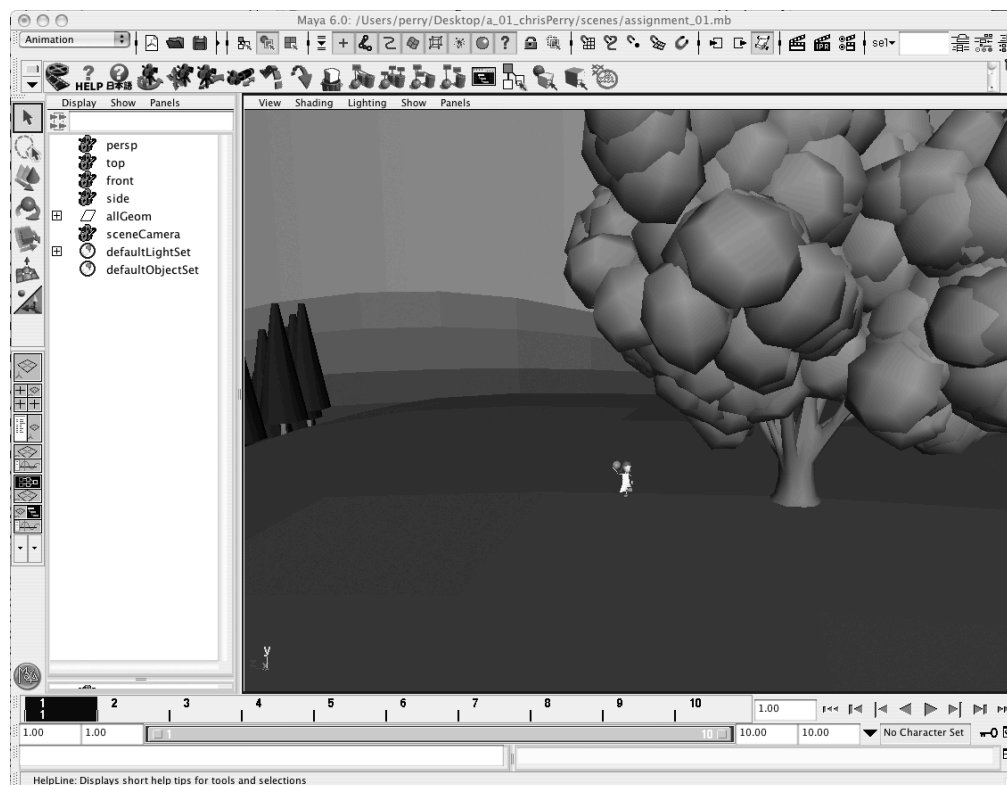 Maya 6.0: /Users/perry/Desktop/a_01_chrisPerry/scenes/assignment_01.mb
Animation
sel
HELP 日本語
Display Show Panels
View Shading Lighting Show Panels
persp
top
front
side
allGeom
sceneCamera
defaultLightSet
defaultObjectSet
IPR
y
x
1 2 3 4 5 6 7 8 9 10
1
1.00
1.00 1.00 1 10 10.00 10.00 No Character Set
HelpLine: Displays short help tips for tools and selections